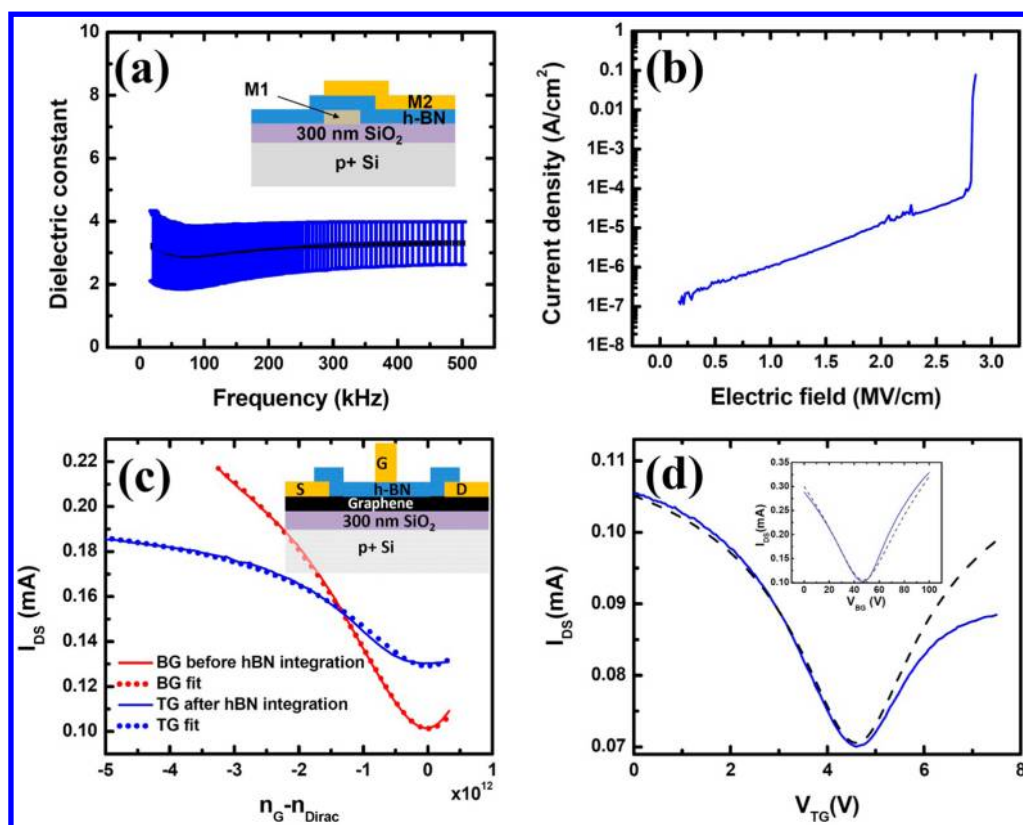 (a)
Dielectric constant
10
8
6
4
2
0
M1
M2
h-BN
300 nm SiO2
p+ Si
0 100 200 300 400 500
Frequency (kHz)
(b)
Current density (A/cm²)
0.1
0.01
1E-3
1E-4
1E-5
1E-6
1E-7
1E-8
0.0 0.5 1.0 1.5 2.0 2.5 3.0
Electric field (MV/cm)
(c)
IDS (mA)
0.22
0.20
0.18
0.16
0.14
0.12
0.10
G
S h-BN D
Graphene
300 nm SiO2
p+ Si
BG before hBN integration
BG fit
TG after hBN integration
TG fit
-5 -4 -3 -2 -1 0 1
x10¹²
nG-nDirac
(d)
IDS(mA)
0.11
0.10
0.09
0.08
0.07
IDS(mA)
0.35
0.30
0.25
0.20
0.15
0.10
0 20 40 60 80 100
VBG (V)
0 2 4 6 8
VTG(V)